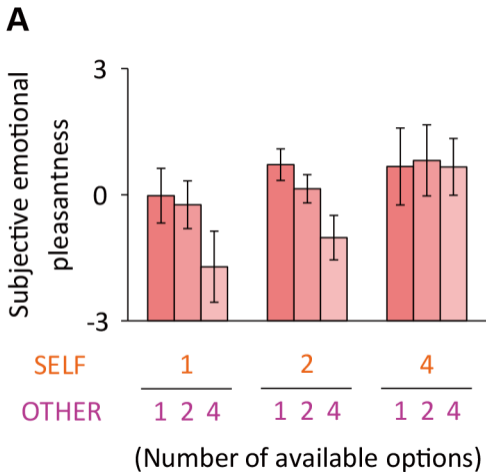 A
Subjective emotional
pleasantness
3
0
-3
SELF 1 2 4
OTHER 1 2 4 1 2 4 1 2 4
(Number of available options)